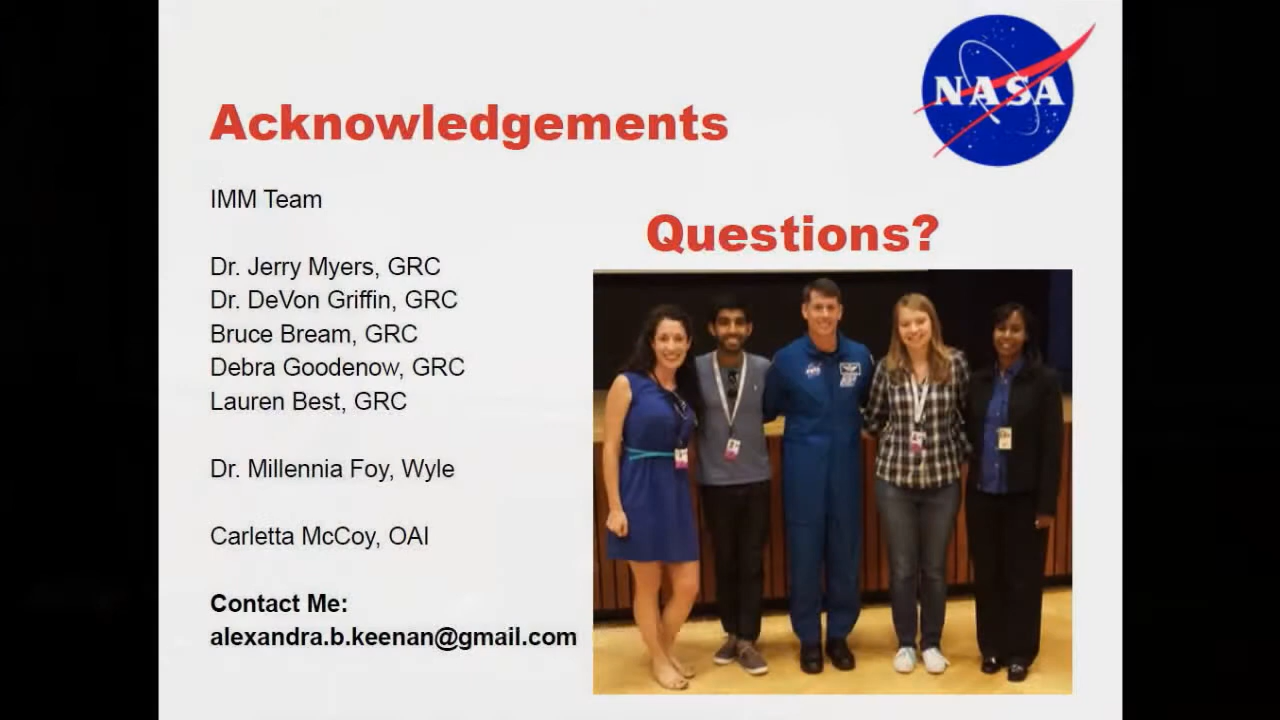 NASA
Acknowledgements
IMM Team
Questions?
Dr. Jerry Myers, GRC
Dr. DeVon Griffin, GRC
Bruce Bream, GRC
Debra Goodenow, GRC
Lauren Best, GRC
Dr. Millennia Foy, Wyle
Carletta McCoy, OAI
Contact Me:
alexandra.b.keenan@gmail.com